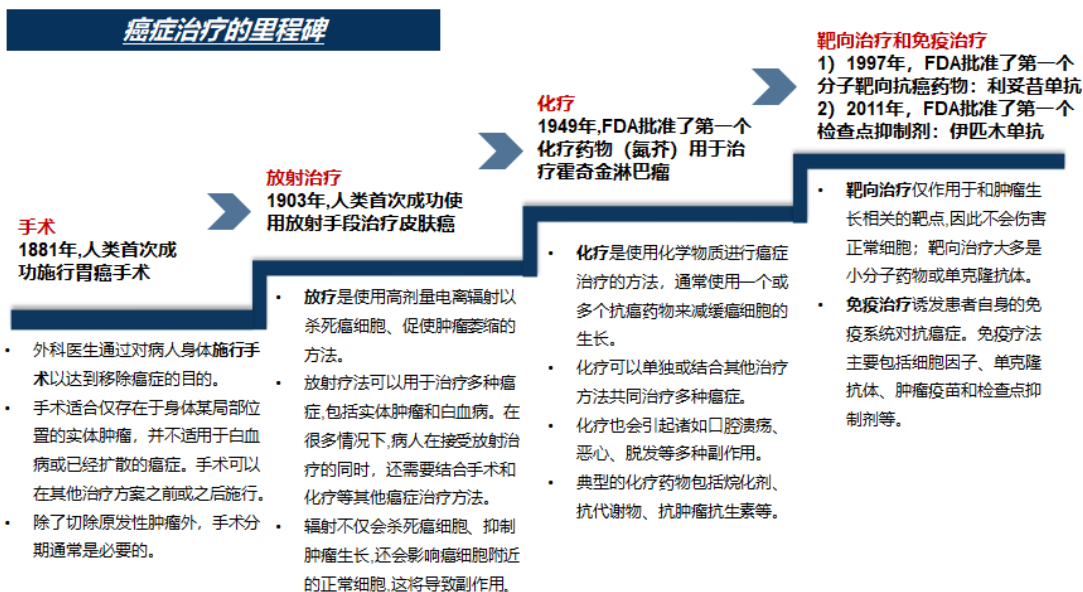 癌症治疗的里程碑
手术
1881年,人类首次成
功施行胃癌手术
外科医生通过对病人身体施行手
术以达到移除癌症的目的。
手术适合仅存在于身体某局部位
置的实体肿瘤，并不适用于白血
病或已经扩散的癌症。手术可以
在其他治疗方案之前或之后施行。
除了切除原发性肿瘤外，手术分
期通常是必要的。
放射治疗
1903年,人类首次成功使
用放射手段治疗皮肤癌
放疗是使用高剂量电离辐射以
杀死癌细胞、促使肿瘤萎缩的
方法。
放射疗法可以用于治疗多种癌
症,包括实体肿瘤和白血病。在
很多情况下,病人在接受放射治
疗的同时，还需要结合手术和
化疗等其他癌症治疗方法。
辐射不仅会杀死癌细胞、抑制
肿瘤生长,还会影响癌细胞附近
的正常细胞,这将导致副作用。
化疗
1949年,FDA批准了第一个
化疗药物（氮芥）用于治
疗霍奇金淋巴瘤
化疗是使用化学物质进行癌症
治疗的方法，通常使用一个或
多个抗癌药物来减缓癌细胞的
生长。
化疗可以单独或结合其他治疗
方法共同治疗多种癌症。
化疗也会引起诸如口腔溃疡、
恶心、脱发等多种副作用。
典型的化疗药物包括烷化剂、
抗代谢物、抗肿瘤抗生素等。
靶向治疗和免疫治疗
1）1997年，FDA批准了第一个
分子靶向抗癌药物：利妥昔单抗
2）2011年，FDA批准了第一个
检查点抑制剂：伊匹木单抗
靶向治疗仅作用于和肿瘤生
长相关的靶点,因此不会伤害
正常细胞；靶向治疗大多是
小分子药物或单克隆抗体。
免疫治疗诱发患者自身的免
疫系统对抗癌症。免疫疗法
主要包括细胞因子、单克隆
抗体、肿瘤疫苗和检查点抑
制剂等。